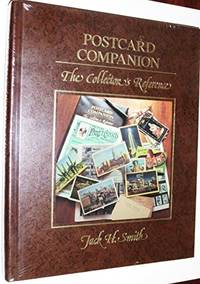 POSTCARD
COMPANION
The Collector's Reference
Jack H. Smith